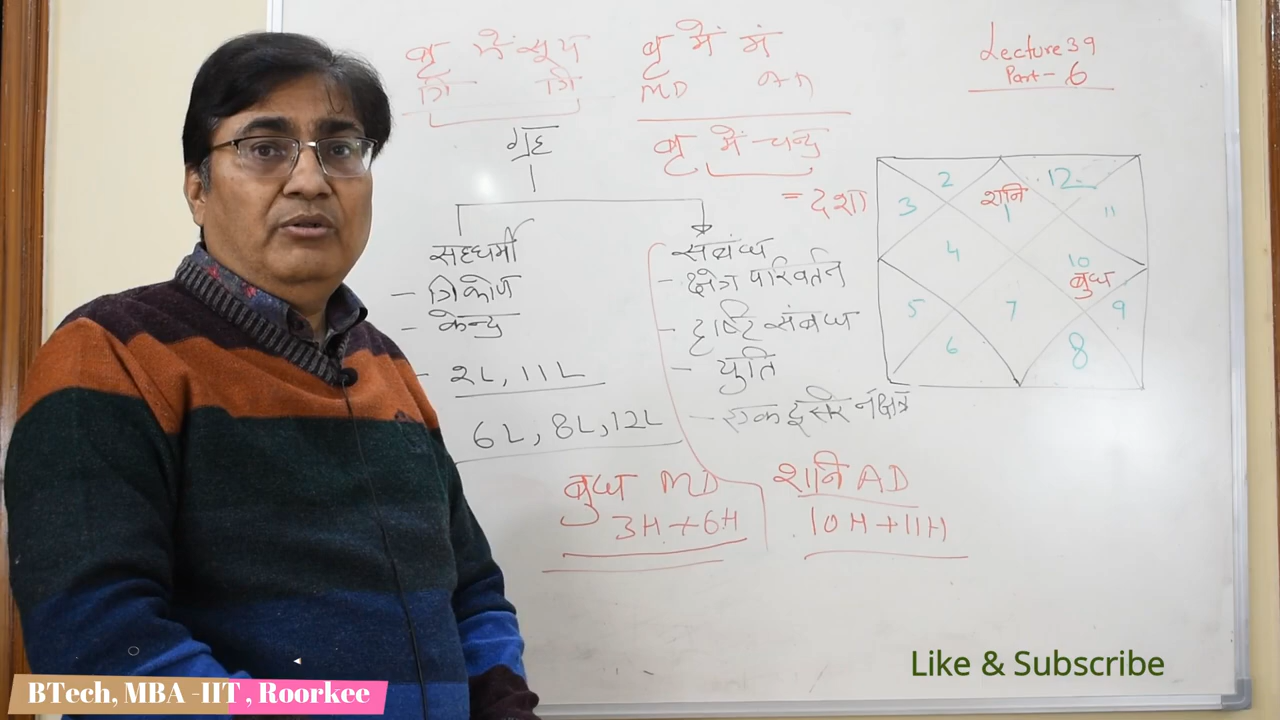 बृ में सूर्य
त्रि त्रि
बृ में मं
MD AD
बृ में चन्द्र
= दशा
Lecture 39
Part - 6
ग्रह
सहधर्मी
- त्रिकोण
- केन्द्र
- 2L, 11L
6L, 8L, 12L
संबंध
- क्षेत्र परिवर्तन
- दृष्टि संबंध
- युति
- एक दूसरे नक्षत्र
2 शनि 12
3 1 11
4 10
बुध
5 7 9
6 8
बुध MD
3H + 6H
शनि AD
10H + 11H
Like & Subscribe
BTech, MBA -IIT , Roorkee